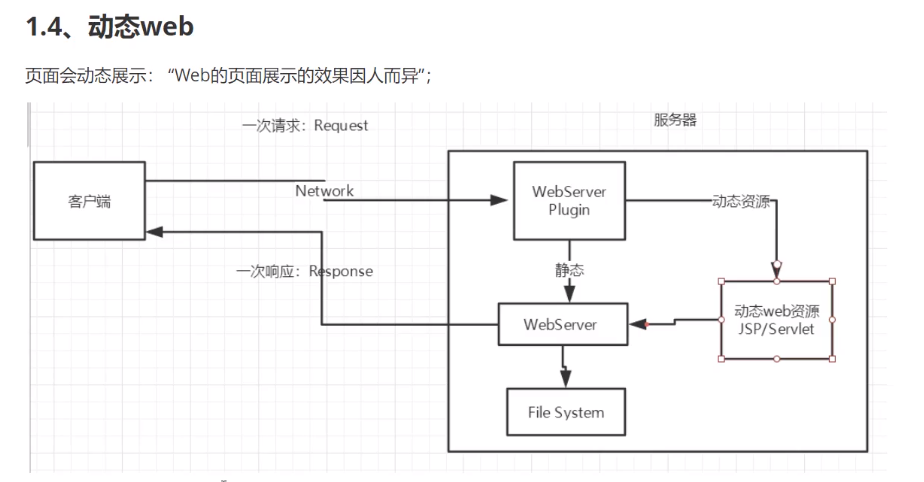 1.4、动态web
页面会动态展示： “Web的页面展示的效果因人而异”；
一次请求：Request
服务器
客户端
Network
WebServer
Plugin
动态资源
一次响应：Response
静态
WebServer
动态web资源
JSP/Servlet
File System